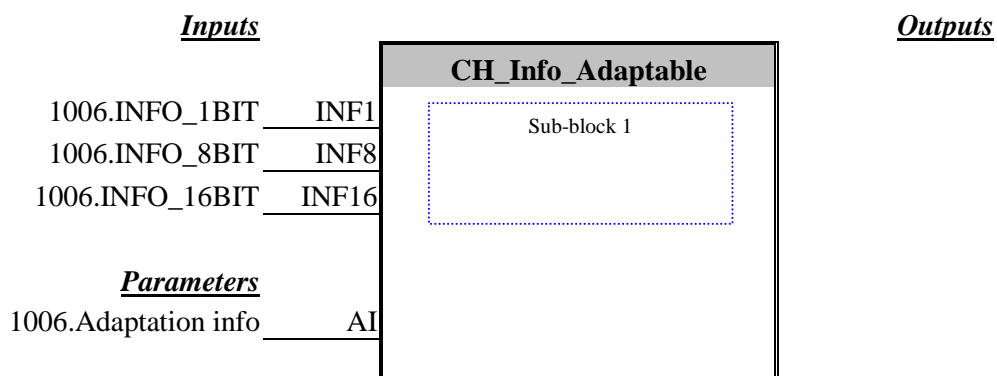 Inputs
Outputs
CH_Info_Adaptable
1006.INFO_1BIT INF1
Sub-block 1
1006.INFO_8BIT INF8
1006.INFO_16BIT INF16
Parameters
1006.Adaptation info AI